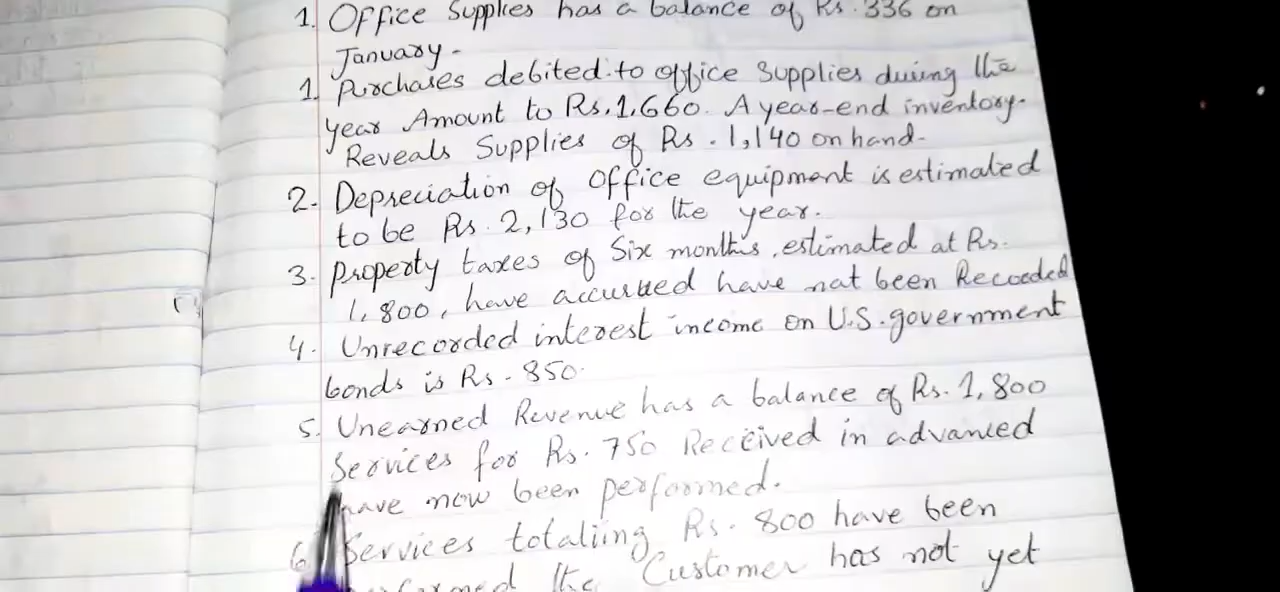 1. Office Supplies has a balance of Rs. 336 on
January-
1 Purchases debited to office Supplies during the
year Amount to Rs. 1,660. A year-end inventory-
Reveals Supplies of Rs. 1,140 on hand-
2. Depreciation of office equipment is estimated
to be Rs. 2,130 for the year.
3. property taxes of Six months, estimated at Rs.
1,800, have accurued have not been Recorded
4. Unrecorded interest income on U.S. government
bonds is Rs - 850.
5. Unearned Revenue has a balance of Rs. 1,800
Services for Rs. 750 Received in advanced
have now been performed.
6. Services totaliing Rs. 800 have been
performed the Customer has not yet